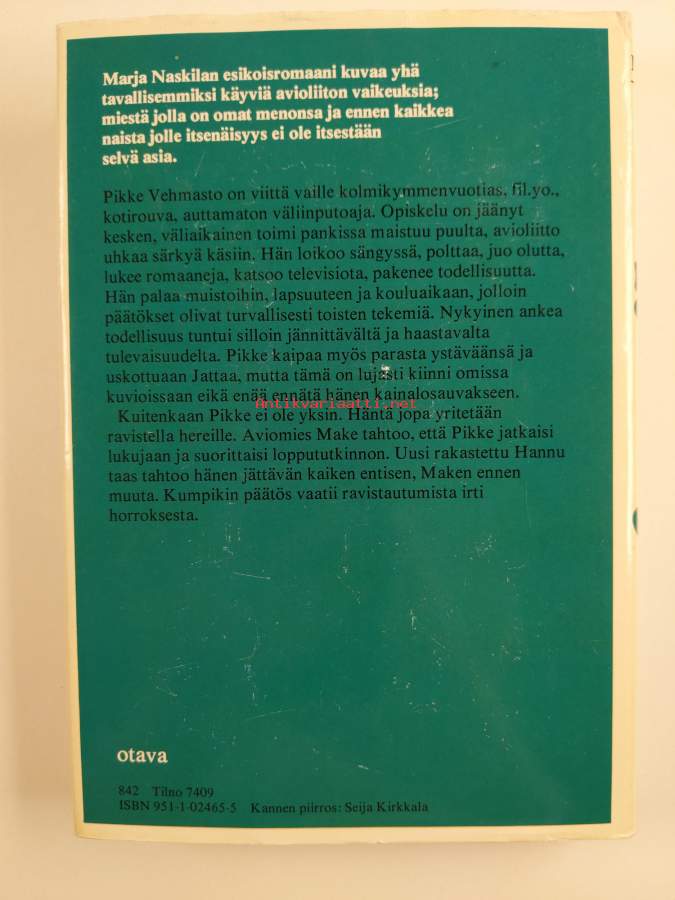 Marja Naskilan esikoisromaani kuvaa yhä
tavallisemmiksi käyviä avioliiton vaikeuksia;
miestä jolla on omat menonsa ja ennen kaikkea
naista jolle itsenäisyys ei ole itsestään
selvä asia.
Pikke Vehmasto on viittä vaille kolmikymmenvuotias, fil.yo.,
kotirouva, auttamaton väliinputoaja. Opiskelu on jäänyt
kesken, väliaikainen toimi pankissa maistuu puulta, avioliitto
uhkaa särkyä käsiin. Hän loikoo sängyssä, polttaa, juo olutta,
lukee romaaneja, katsoo televisiota, pakenee todellisuutta.
Hän palaa muistoihin, lapsuuteen ja kouluaikaan, jolloin
päätökset olivat turvallisesti toisten tekemiä. Nykyinen ankea
todellisuus tuntui silloin jännittävältä ja haastavalta
tulevaisuudelta. Pikke kaipaa myös parasta ystäväänsä ja
uskottuaan Jattaa, mutta tämä on lujasti kiinni omissa
kuvioissaan eikä enää ennätä hänen kainalosauvakseen.
Antikvariaatti.net
Kuitenkaan Pikke ei ole yksin. Häntä jopa yritetään
ravistella hereille. Aviomies Make tahtoo, että Pikke jatkaisi
lukujaan ja suorittaisi loppututkinnon. Uusi rakastettu Hannu
taas tahtoo hänen jättävän kaiken entisen, Maken ennen
muuta. Kumpikin päätös vaatii ravistautumista irti
horroksesta.
otava
842 Tilno 7409
ISBN 951-1-02465-5 Kannen piirros: Seija Kirkkala